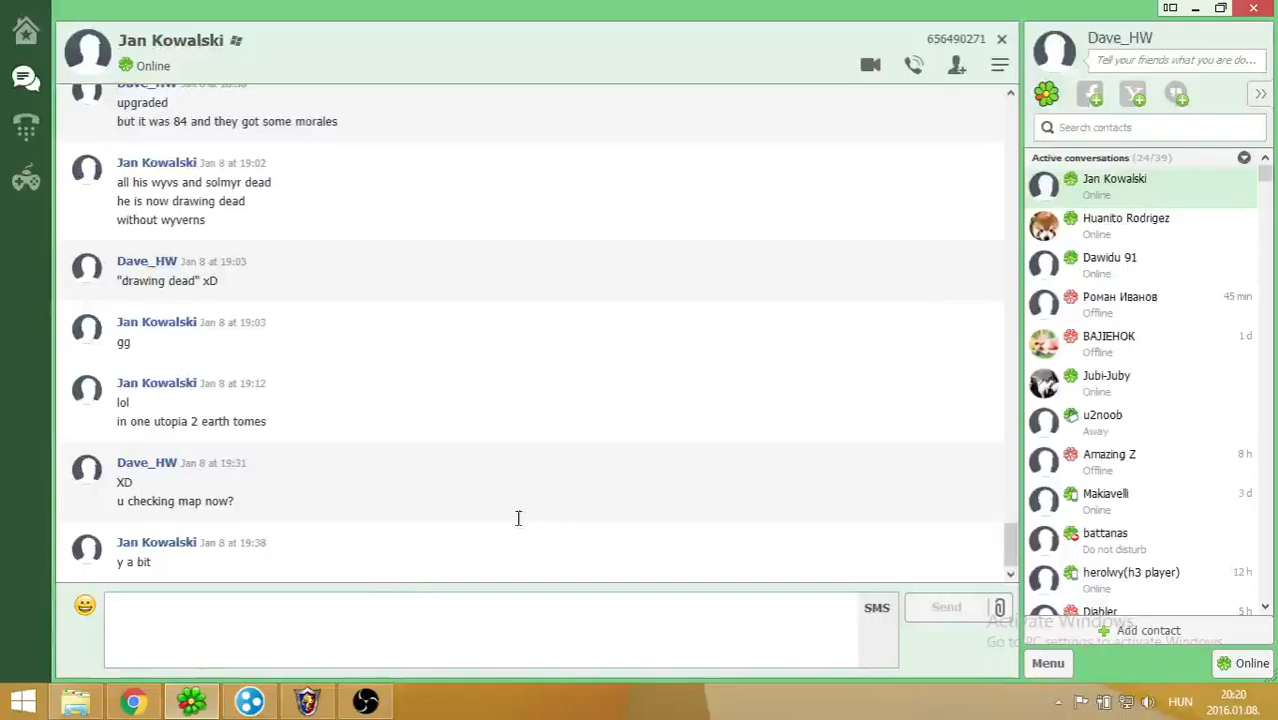 Jan Kowalski
Online
656490271
Dave_HW Jan 8 at
upgraded
but it was 84 and they got some morales
Jan Kowalski Jan 8 at 19:02
all his wyvs and solmyr dead
he is now drawing dead
without wyverns
Dave_HW Jan 8 at 19:03
"drawing dead" xD
Jan Kowalski Jan 8 at 19:03
gg
Jan Kowalski Jan 8 at 19:12
lol
in one utopia 2 earth tomes
Dave_HW Jan 8 at 19:31
XD
u checking map now?
Jan Kowalski Jan 8 at 19:38
y a bit
SMS
Send
Dave_HW
Tell your friends what you are do...
Search contacts
Active conversations (24/39)
Jan Kowalski
Online
Huanito Rodrigez
Online
Dawidu 91
Online
Роман Иванов 45 min
Offline
BAJIEHOK 1 d
Offline
Jubi-Juby
Online
u2noob
Away
Amazing Z 8 h
Offline
Makiavelli 3 d
Online
battanas
Do not disturb
herolwy(h3 player) 12 h
Online
Diabler 5 h
Add contact
Activate Windows
Go to PC settings to activate Windows.
Menu
Online
HUN
20:20
2016.01.08.